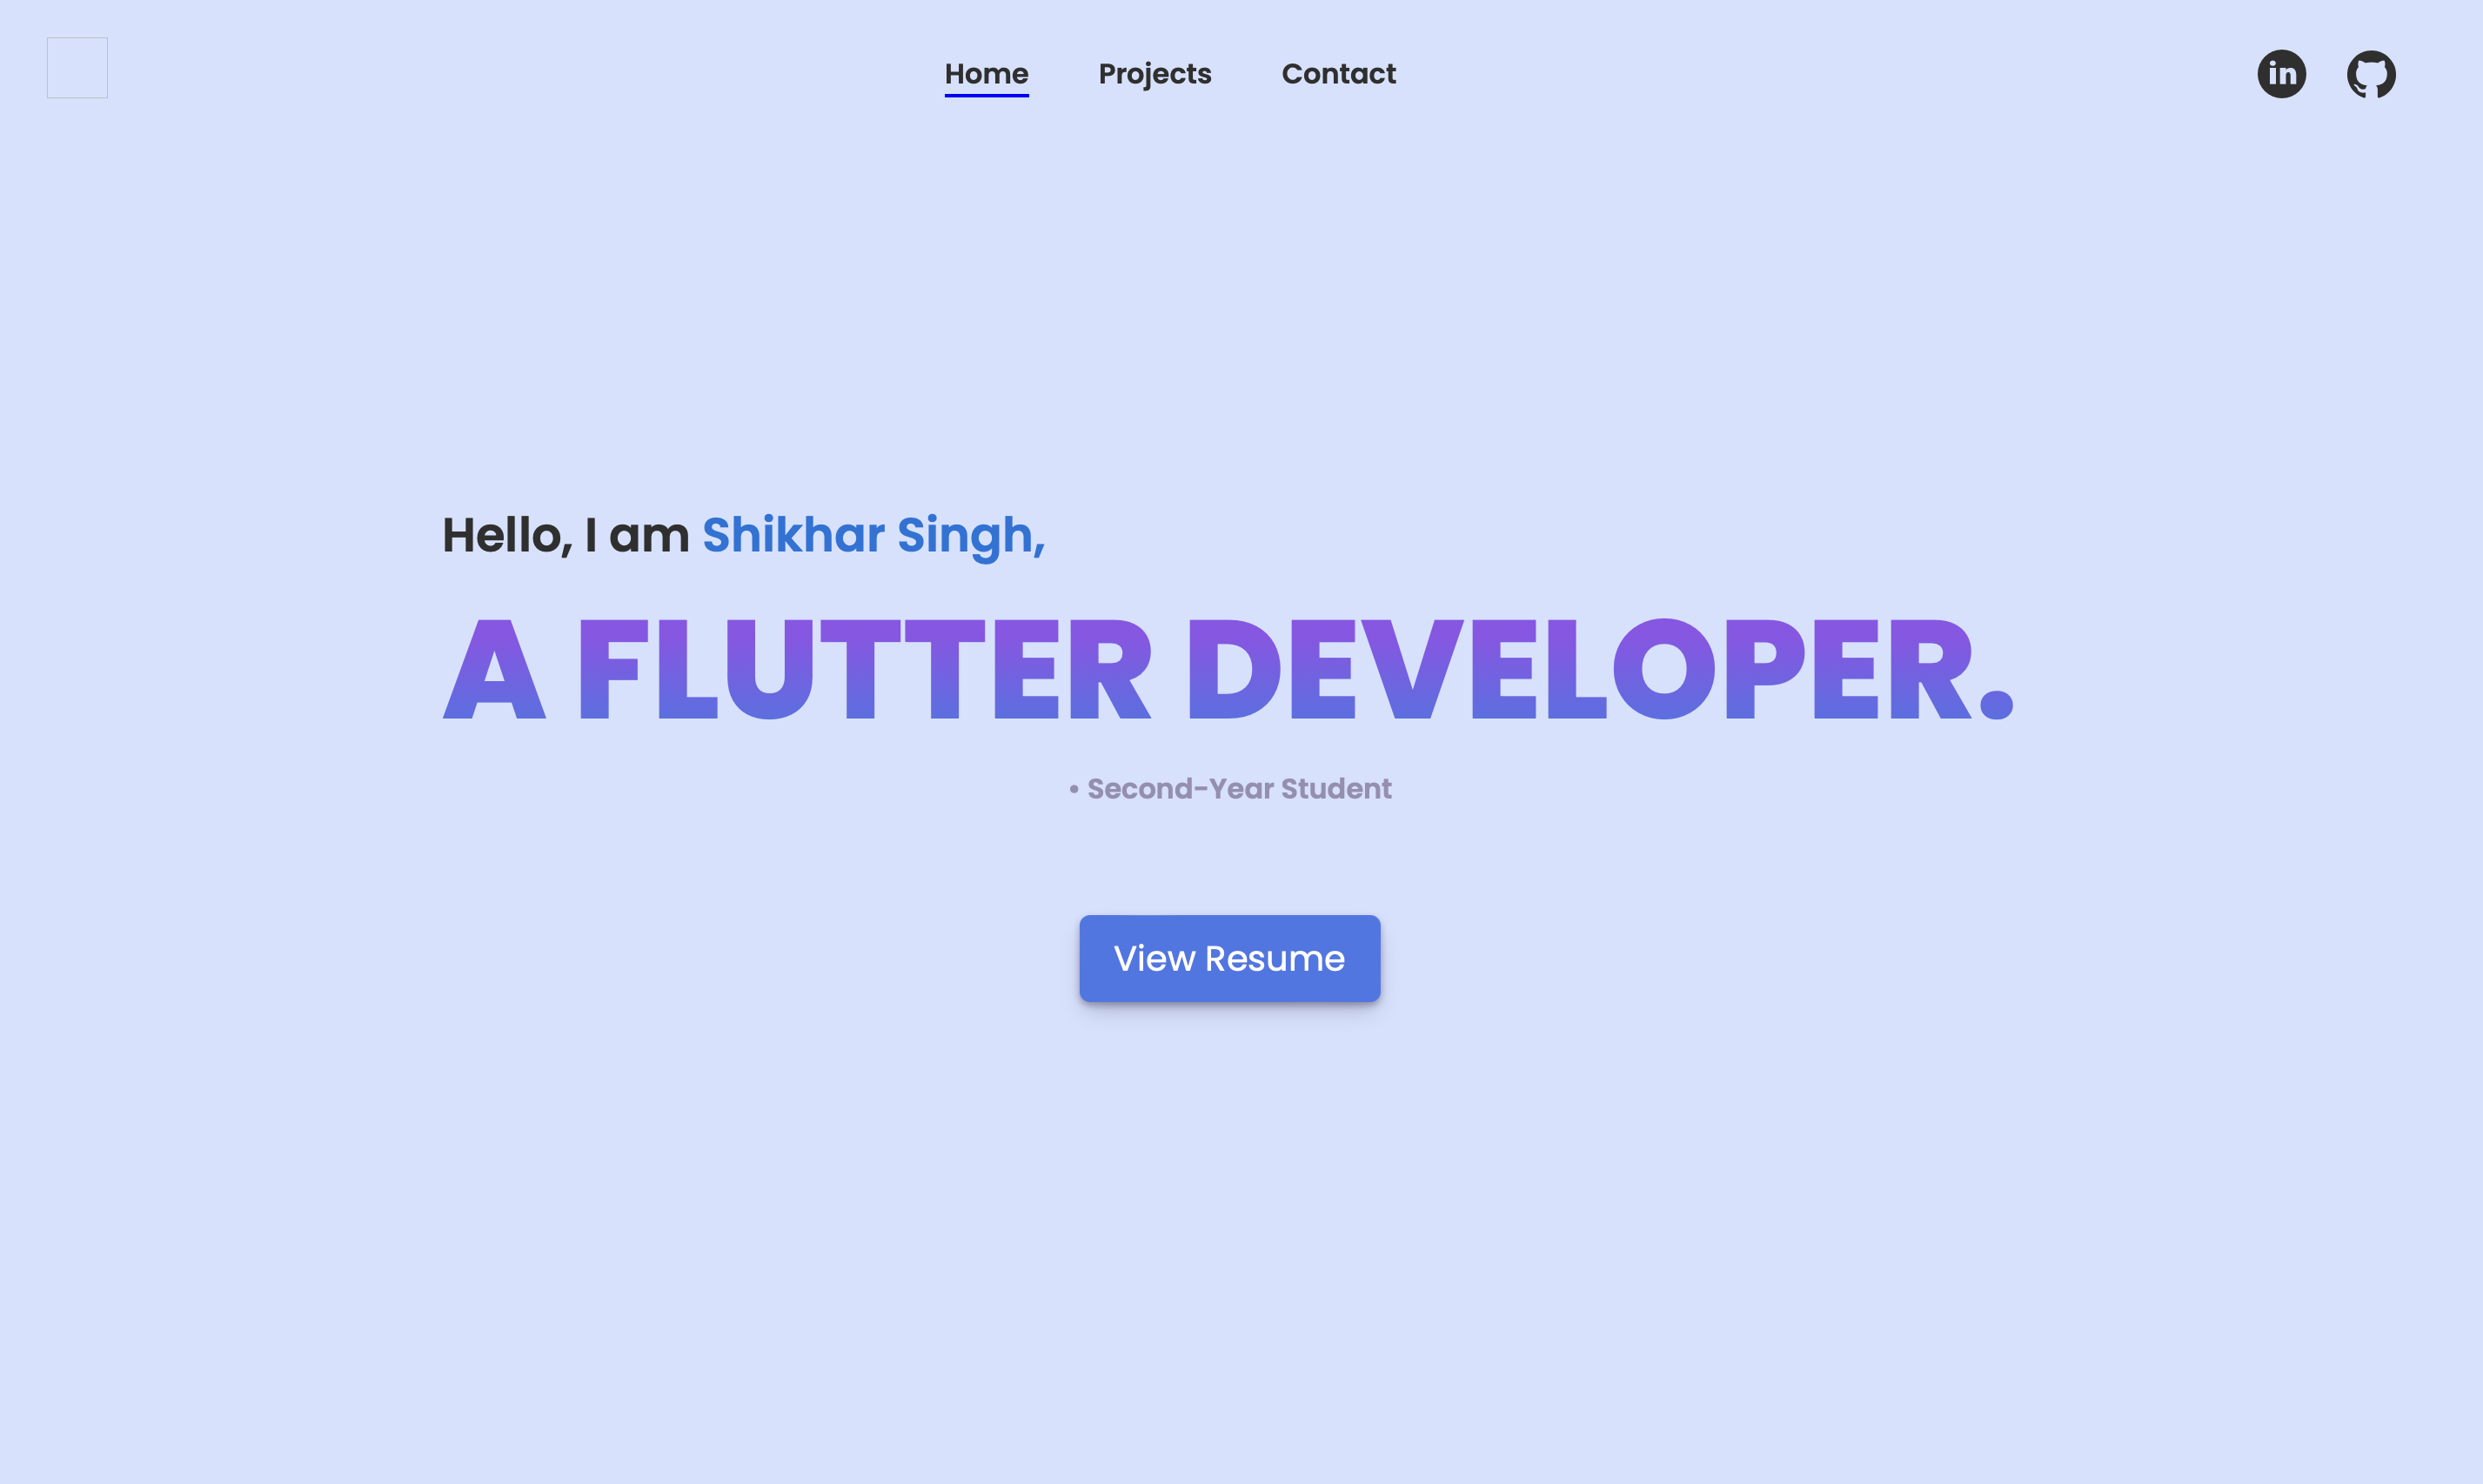 Home Projects Contact
in
Hello, I am Shikhar Singh,
A FLUTTER DEVELOPER.
• Second-Year Student
View Resume